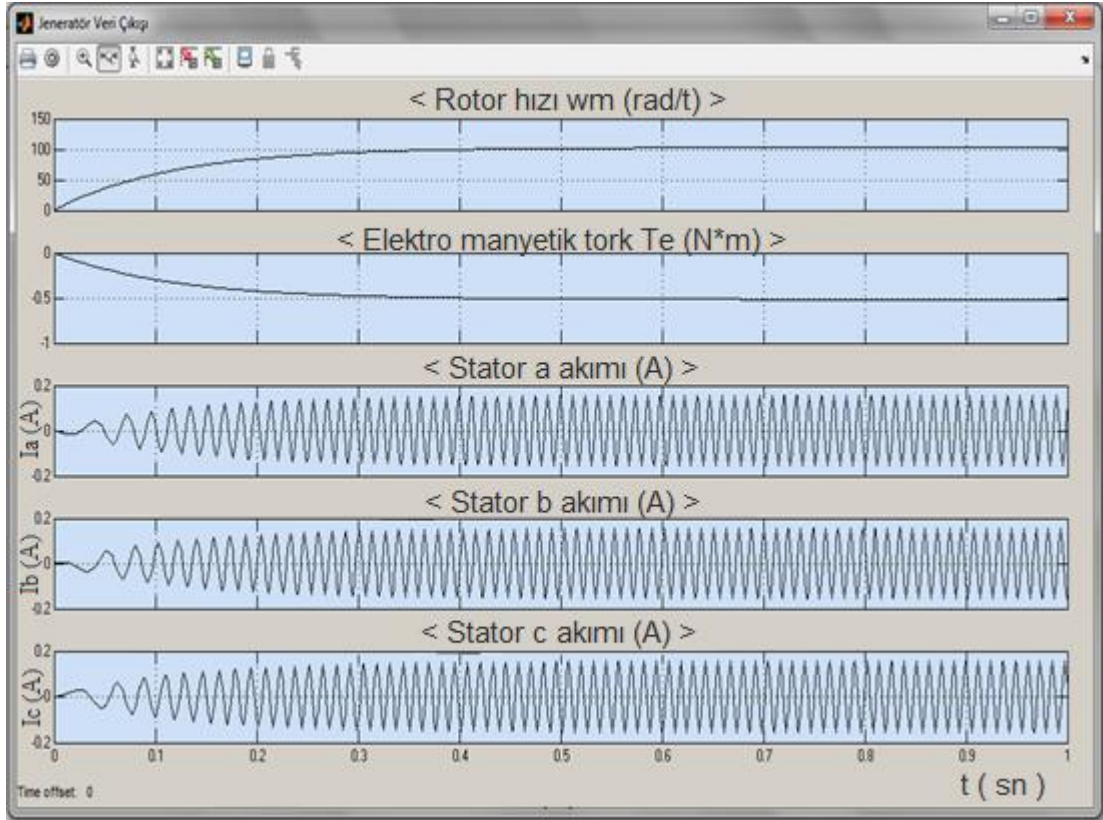 Jeneratör Veri Çıkışı
< Rotor hızı wm (rad/t) >
150
100
50
0
< Elektro manyetik tork Te (N*m) >
0
-0.5
-1
< Stator a akımı (A) >
0.2
0
-0.2
Ia (A)
< Stator b akımı (A) >
0.2
0
-0.2
Ib (A)
< Stator c akımı (A) >
0.2
0
-0.2
Ic (A)
0 0.1 0.2 0.3 0.4 0.5 0.6 0.7 0.8 0.9 1
Time offset: 0
t ( sn )